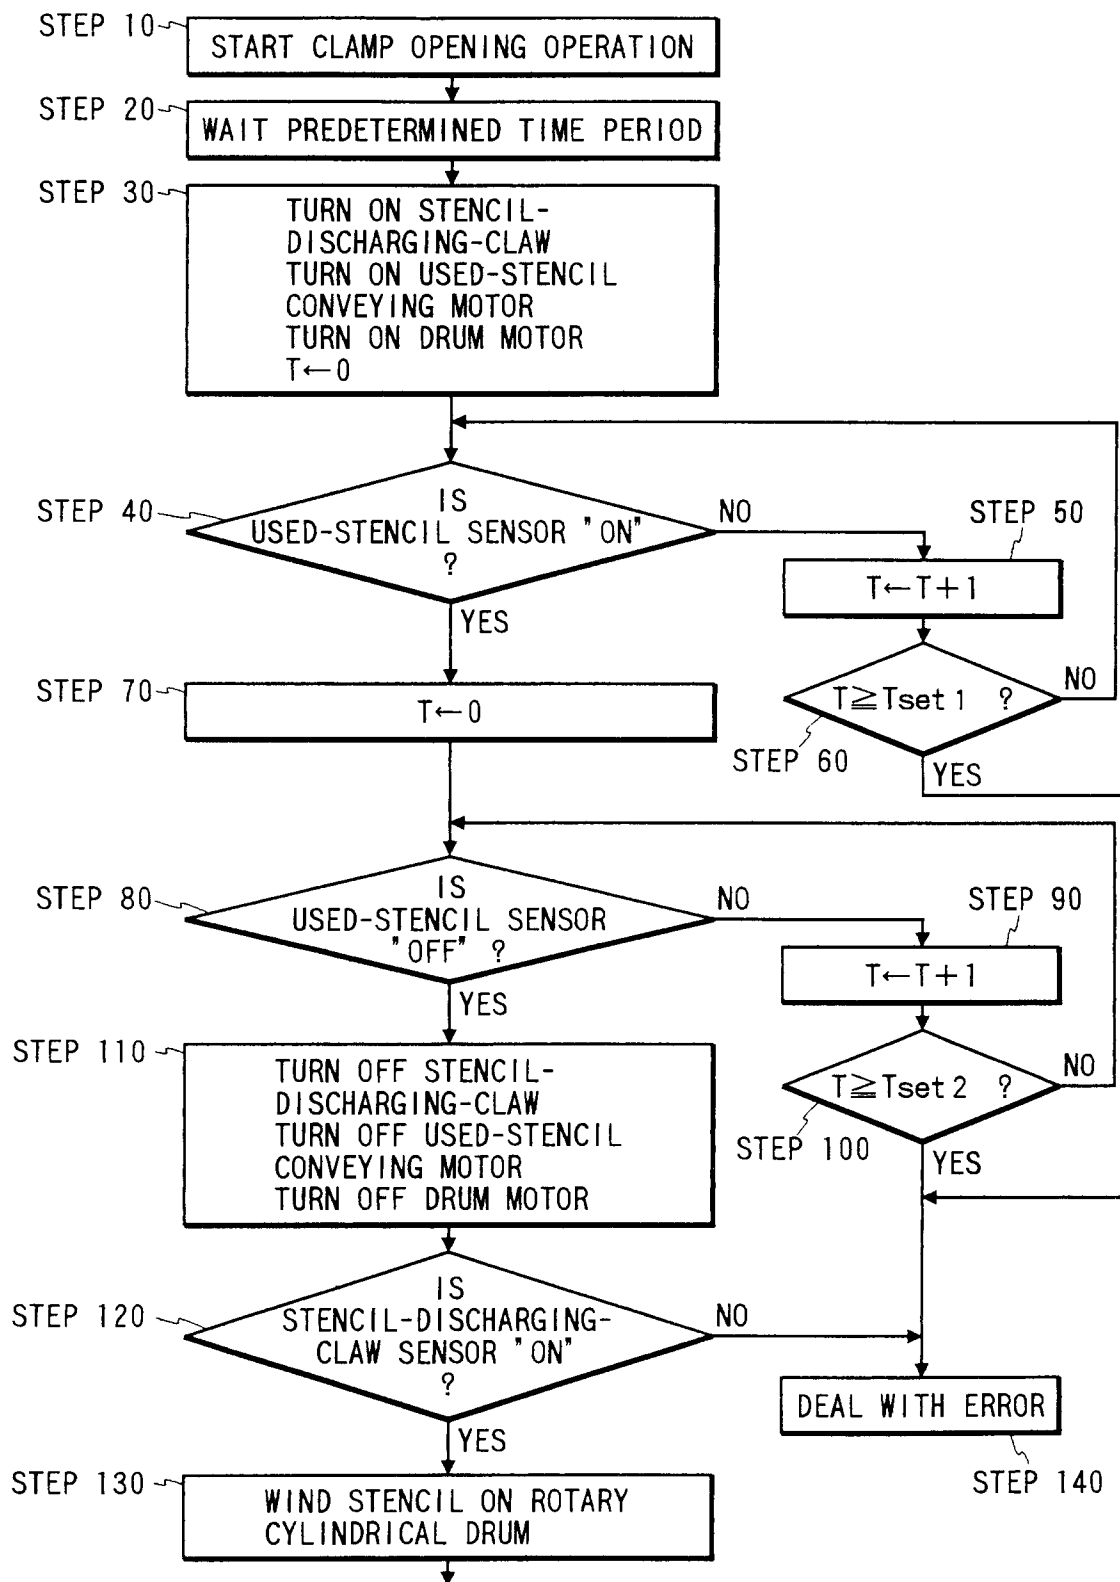 STEP 10
START CLAMP OPENING OPERATION
STEP 20
WAIT PREDETERMINED TIME PERIOD
STEP 30
TURN ON STENCIL-
DISCHARGING-CLAW
TURN ON USED-STENCIL
CONVEYING MOTOR
TURN ON DRUM MOTOR
T←0
STEP 40
IS
USED-STENCIL SENSOR "ON"
?
NO
YES
STEP 50
T←T+1
T≧Tset 1 ?
NO
STEP 60
YES
STEP 70
T←0
STEP 80
IS
USED-STENCIL SENSOR
"OFF" ?
NO
YES
STEP 90
T←T+1
T≧Tset 2 ?
NO
STEP 100
YES
STEP 110
TURN OFF STENCIL-
DISCHARGING-CLAW
TURN OFF USED-STENCIL
CONVEYING MOTOR
TURN OFF DRUM MOTOR
STEP 120
IS
STENCIL-DISCHARGING-
CLAW SENSOR "ON"
?
NO
YES
DEAL WITH ERROR
STEP 140
STEP 130
WIND STENCIL ON ROTARY
CYLINDRICAL DRUM